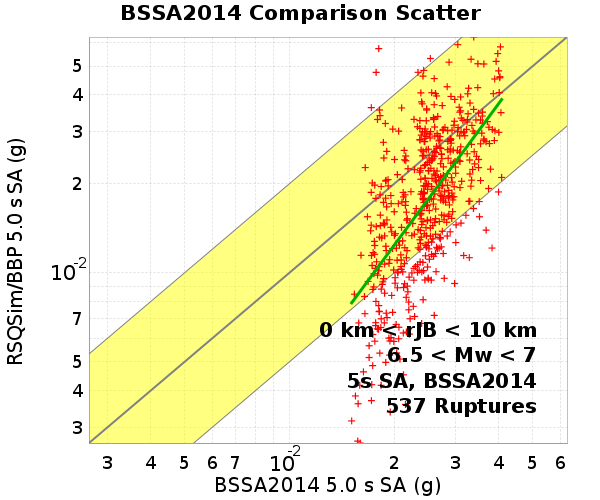 BSSA2014 Comparison Scatter
RSQSim/BBP 5.0 s SA (g)
5
4
3
2
10-2
7
5
4
3
0 km < rJB < 10 km
6.5 < Mw < 7
5s SA, BSSA2014
537 Ruptures
3 4 5 6 7 10-2 2 3 4 5 6
BSSA2014 5.0 s SA (g)